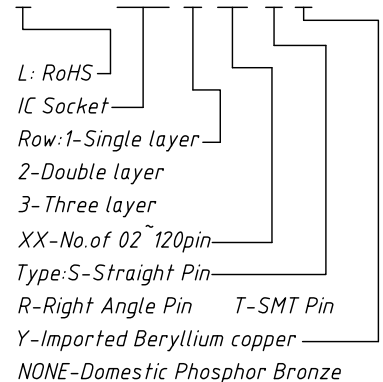 L: RoHS
IC Socket
Row:1-Single layer
2-Double layer
3-Three layer
XX-No.of 02~120pin
Type:S-Straight Pin
R-Right Angle Pin T-SMT Pin
Y-Imported Beryllium copper
NONE-Domestic Phosphor Bronze